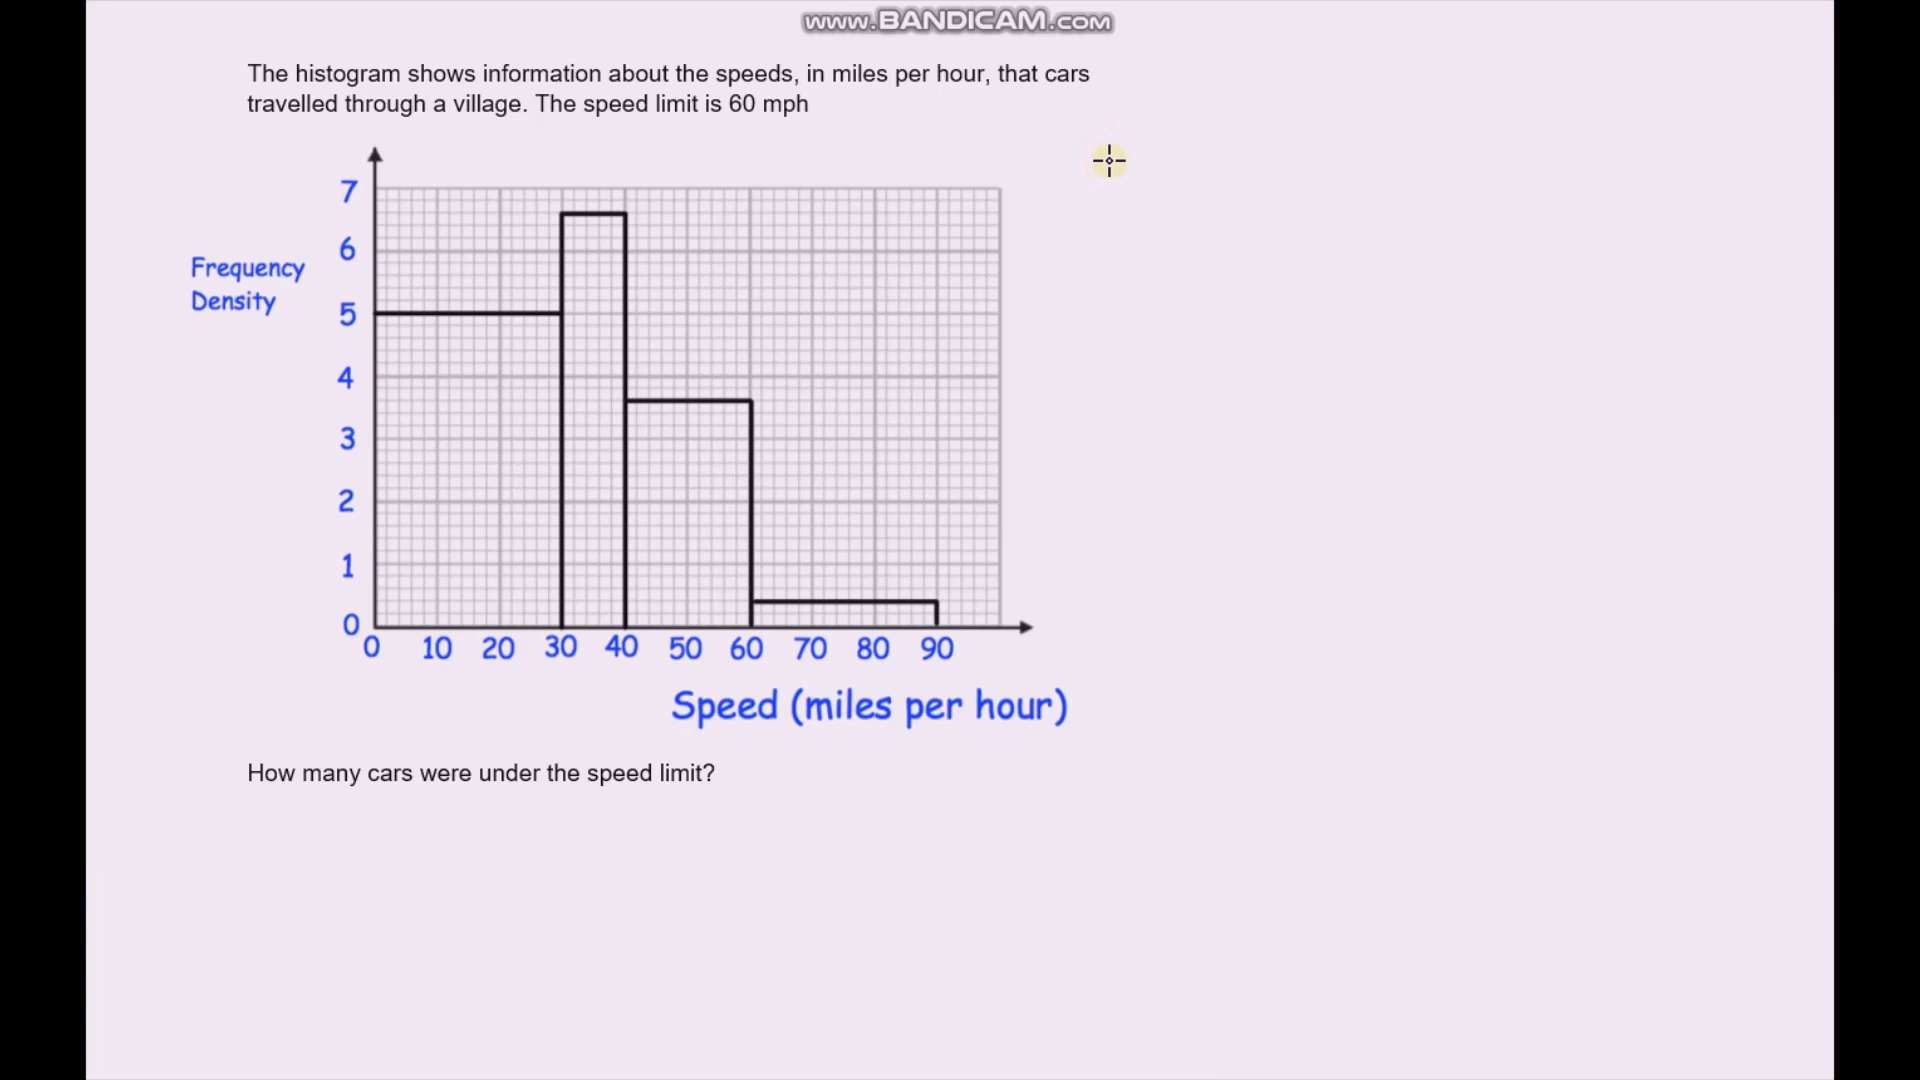 www.BANDICAM.com
The histogram shows information about the speeds, in miles per hour, that cars
travelled through a village. The speed limit is 60 mph
7
6
Frequency
Density
5
4
3
2
1
0
0 10 20 30 40 50 60 70 80 90
Speed (miles per hour)
How many cars were under the speed limit?